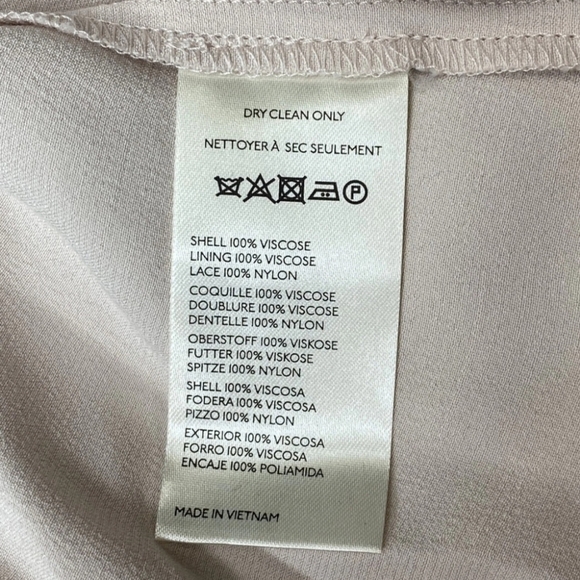 DRY CLEAN ONLY
NETTOYER À SEC SEULEMENT
P
SHELL 100% VISCOSE
LINING 100% VISCOSE
LACE 100% NYLON
COQUILLE 100% VISCOSE
DOUBLURE 100% VISCOSE
DENTELLE 100% NYLON
OBERSTOFF 100% VISKOSE
FUTTER 100% VISKOSE
SPITZE 100% NYLON
SHELL 100% VISCOSA
FODERA 100% VISCOSA
PIZZO 100% NYLON
EXTERIOR 100% VISCOSA
FORRO 100% VISCOSA
ENCAJE 100% POLIAMIDA
MADE IN VIETNAM